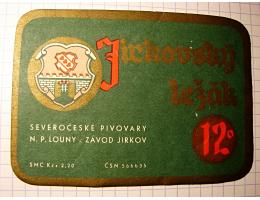 Jirkovský
ležák
12°
SEVEROČESKÉ PIVOVARY
N. P. LOUNY - ZÁVOD JIRKOV
SMC Kčs 2,20 ČSN 566635